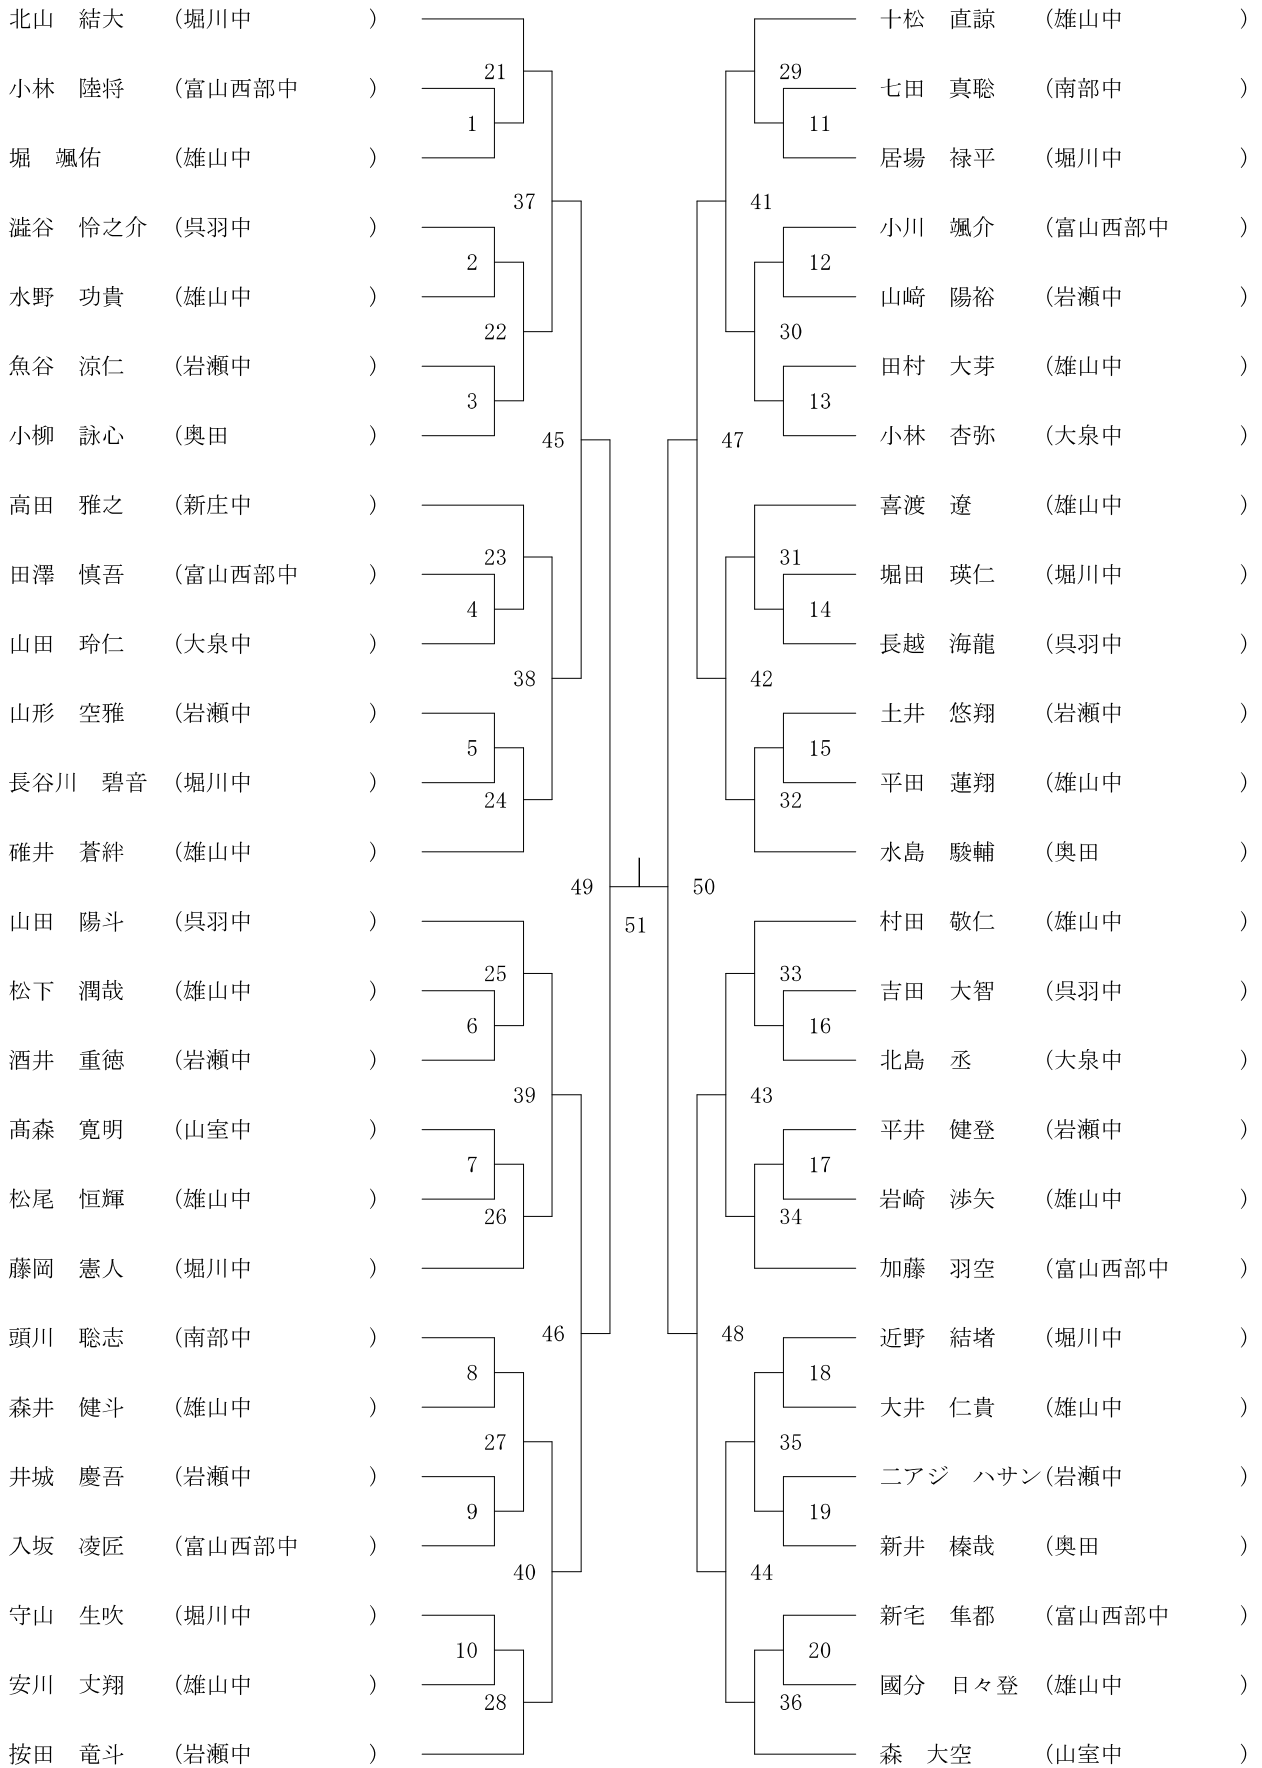 北山　結大　（堀川中　）
21
小林　陸将　（富山西部中　）
1
堀　颯佑　（雄山中　）
37
澁谷　怜之介　（呉羽中　）
2
水野　功貴　（雄山中　）
22
魚谷　涼仁　（岩瀬中　）
3
小柳　詠心　（奥田　）
45
高田　雅之　（新庄中　）
23
田澤　慎吾　（富山西部中　）
4
山田　玲仁　（大泉中　）
38
山形　空雅　（岩瀬中　）
5
長谷川　碧音　（堀川中　）
24
碓井　蒼絆　（雄山中　）
49
山田　陽斗　（呉羽中　）
25
松下　潤哉　（雄山中　）
6
酒井　重徳　（岩瀬中　）
39
髙森　寛明　（山室中　）
7
松尾　恒輝　（雄山中　）
26
藤岡　憲人　（堀川中　）
46
頭川　聡志　（南部中　）
8
森井　健斗　（雄山中　）
27
井城　慶吾　（岩瀬中　）
9
入坂　凌匠　（富山西部中　）
40
守山　生吹　（堀川中　）
10
安川　丈翔　（雄山中　）
28
按田　竜斗　（岩瀬中　）
51
十松　直諒　（雄山中　）
29
七田　真聡　（南部中　）
11
居場　禄平　（堀川中　）
41
小川　颯介　（富山西部中　）
12
山﨑　陽裕　（岩瀬中　）
30
田村　大芽　（雄山中　）
13
小林　杏弥　（大泉中　）
47
喜渡　遼　（雄山中　）
31
堀田　瑛仁　（堀川中　）
14
長越　海龍　（呉羽中　）
42
土井　悠翔　（岩瀬中　）
15
平田　蓮翔　（雄山中　）
32
水島　駿輔　（奥田　）
50
村田　敬仁　（雄山中　）
33
吉田　大智　（呉羽中　）
16
北島　丞　（大泉中　）
43
平井　健登　（岩瀬中　）
17
岩崎　渉矢　（雄山中　）
34
加藤　羽空　（富山西部中　）
48
近野　結堵　（堀川中　）
18
大井　仁貴　（雄山中　）
35
二アジ　ハサン（岩瀬中　）
19
新井　榛哉　（奥田　）
44
新宅　隼都　（富山西部中　）
20
國分　日々登　（雄山中　）
36
森　大空　（山室中　）